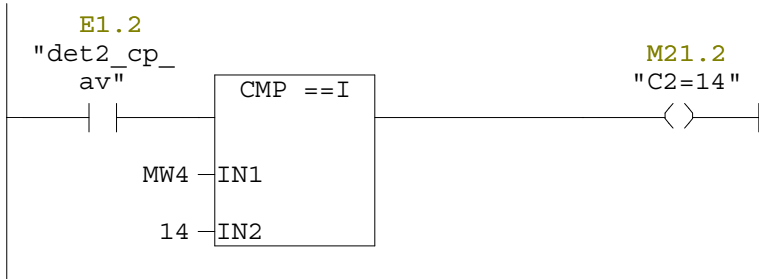 E1.2
"det2_cp_
av"
M21.2
"C2=14"
CMP ==I
MW4
IN1
14
IN2